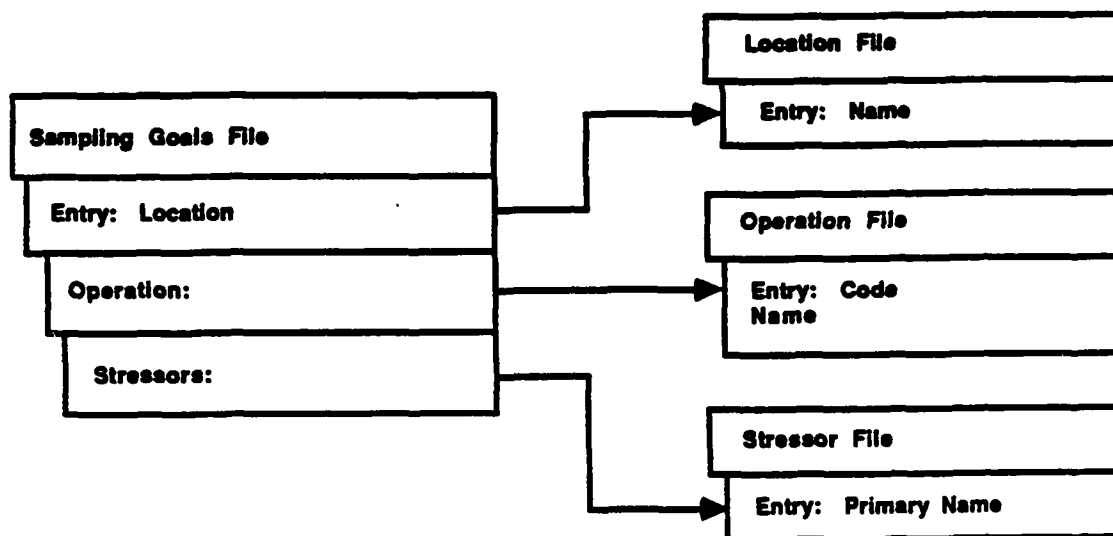 Sampling Goals File
Entry: Location
Operation:
Stressors:
Location File
Entry: Name
Operation File
Entry: Code
Name
Stressor File
Entry: Primary Name